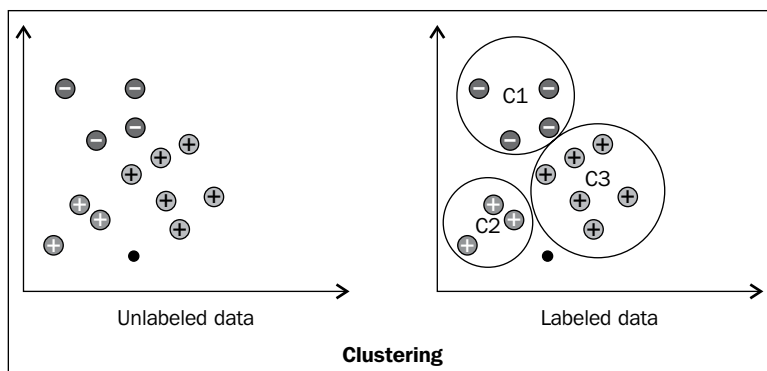 C1
C3
C2
Unlabeled data
Labeled data
Clustering